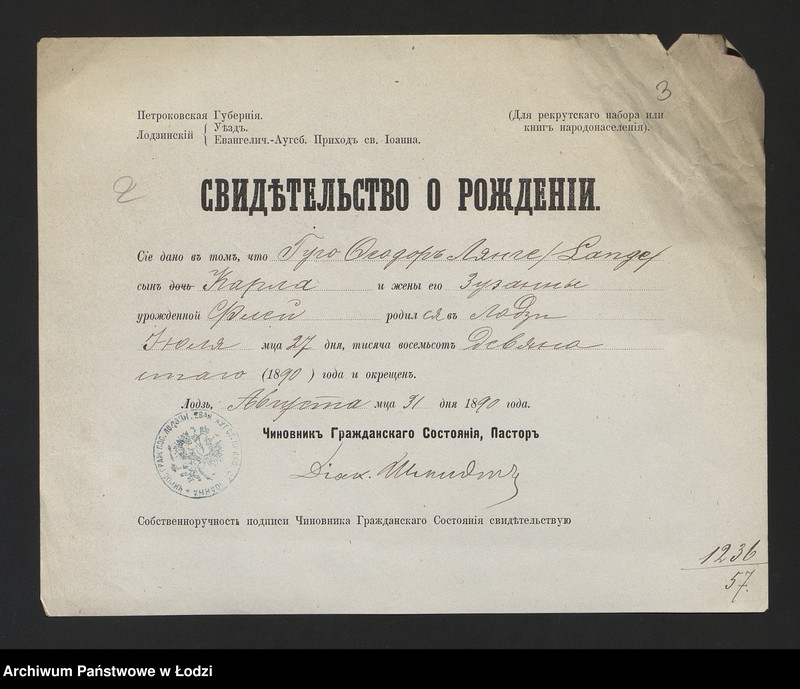 3
Петроковская Губернія.
Лодзинскій { Уѣздъ.
Евангелич.-Аугсб. Приходъ св. Іоанна.
(Для рекрутскаго набора или
книгъ народонаселенія).
2
СВИДѢТЕЛЬСТВО О РОЖДЕНІИ.
Сіе дано въ томъ, что Гуго Ѳеодоръ Лянге /Lange/
сынъ дочь Карла и жены его Зузанны
урожденной родился въ Лодзи
Іюля мца 27 дня, тысяча восемьсотъ девяно
стаго (1890) года и окрещенъ.
Лодзь, Августа мца 31 дня 1890 года.
Чиновникъ Гражданскаго Состоянія, Пасторъ
Діак. Шмидтъ
Собственноручность подписи Чиновника Гражданскаго Состоянія свидѣтельствую
1236
57.
Archiwum Państwowe w Łodzi